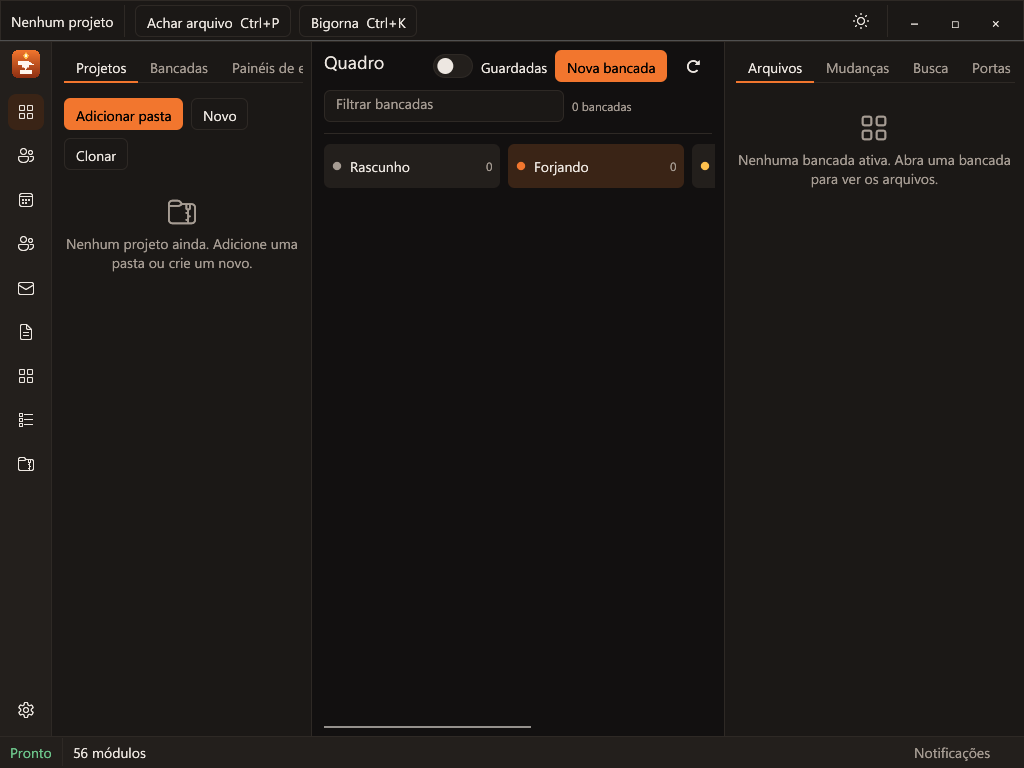 Nenhum projeto
Achar arquivo Ctrl+P
Bigorna Ctrl+K
Projetos
Bancadas
Painéis de e
Adicionar pasta
Novo
Clonar
Nenhum projeto ainda. Adicione uma
pasta ou crie um novo.
Quadro
Guardadas
Nova bancada
Filtrar bancadas
0 bancadas
Rascunho 0
Forjando 0
Arquivos
Mudanças
Busca
Portas
Nenhuma bancada ativa. Abra uma bancada
para ver os arquivos.
Pronto
56 módulos
Notificações